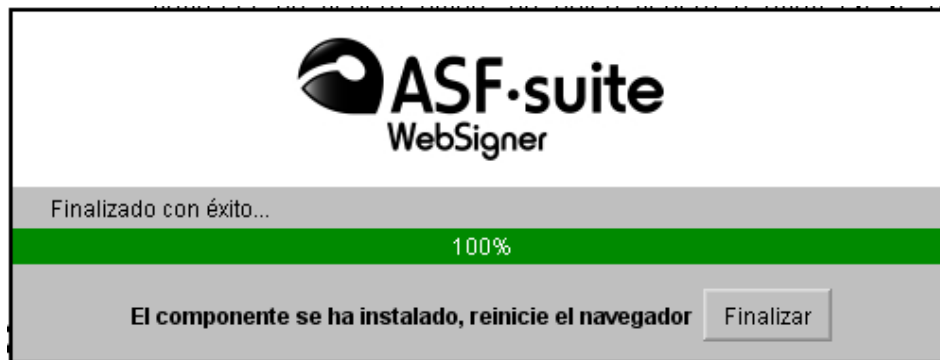 ASF·suite
WebSigner
Finalizado con éxito...
100%
El componente se ha instalado, reinicie el navegador Finalizar